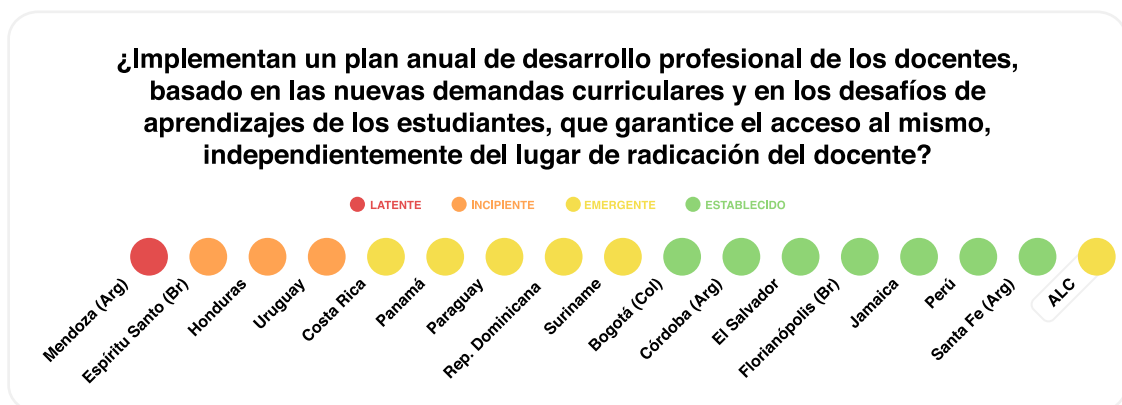 ¿Implementan un plan anual de desarrollo profesional de los docentes,
basado en las nuevas demandas curriculares y en los desafíos de
aprendizajes de los estudiantes, que garantice el acceso al mismo,
independientemente del lugar de radicación del docente?
LATENTE INCIPIENTE EMERGENTE ESTABLECIDO
Mendoza (Arg)
Espíritu Santo (Br)
Honduras
Uruguay
Costa Rica
Panamá
Paraguay
Rep. Dominicana
Suriname
Bogotá (Col)
Córdoba (Arg)
El Salvador
Florianópolis (Br)
Jamaica
Perú
Santa Fe (Arg)
ALC